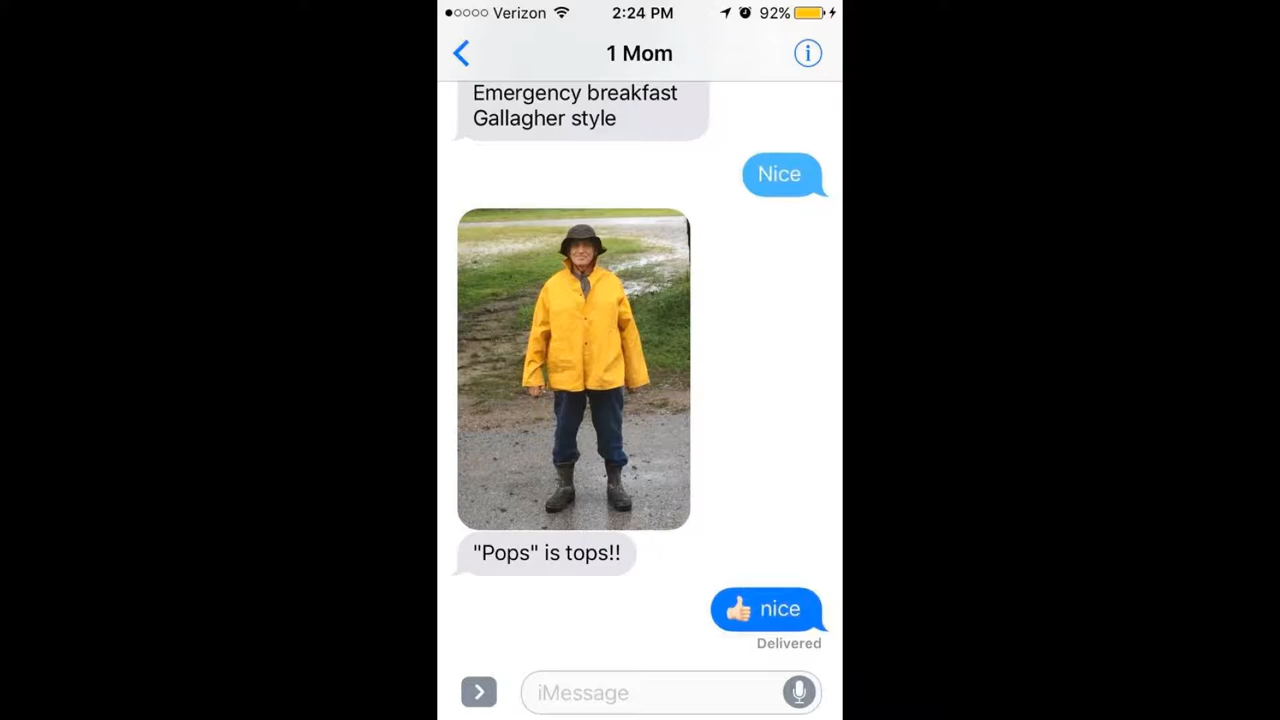 Verizon 2:24 PM 92%
1 Mom
Emergency breakfast
Gallagher style
Nice
"Pops" is tops!!
👍🏻 nice
Delivered
iMessage